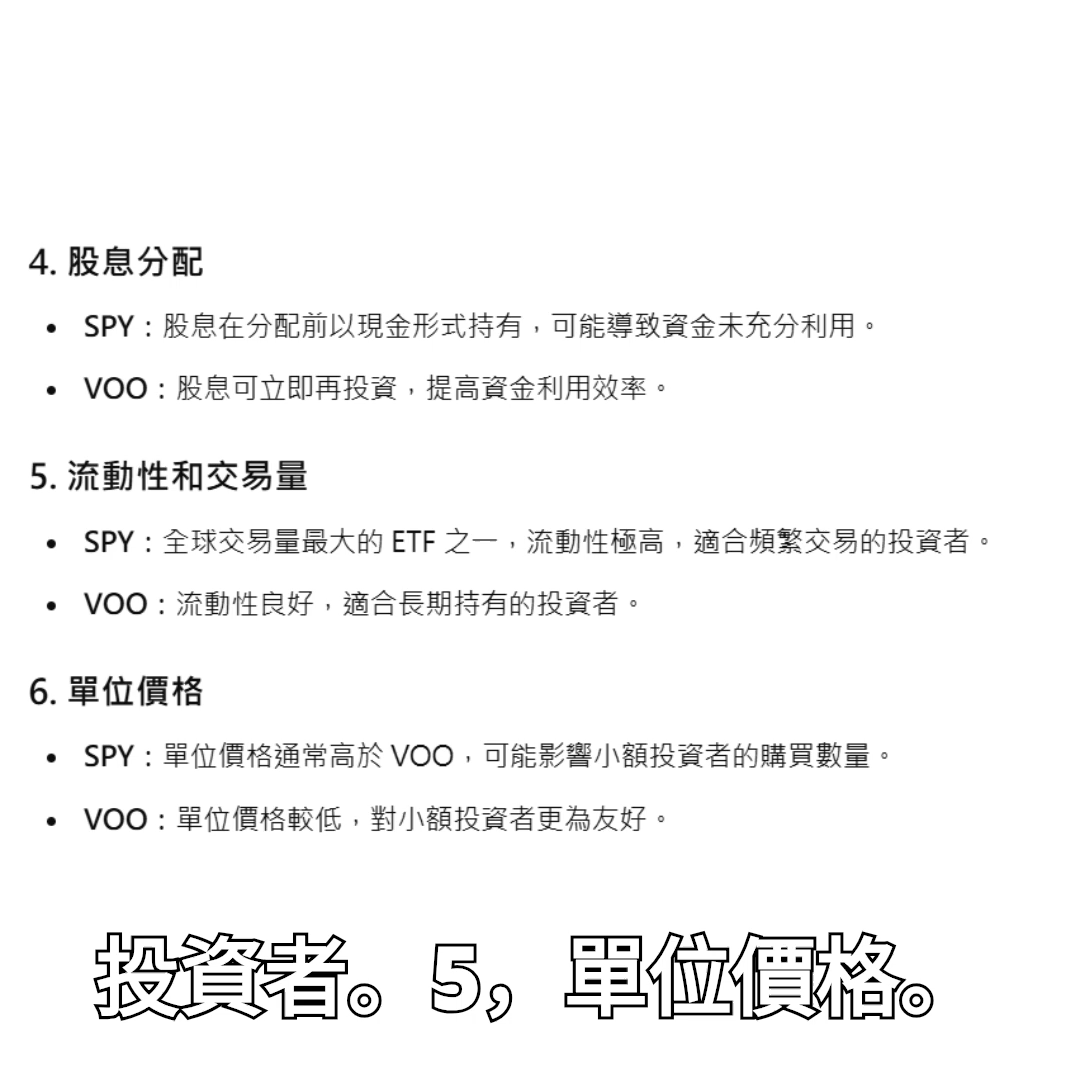 4. 股息分配
• SPY：股息在分配前以現金形式持有，可能導致資金未充分利用。
• VOO：股息可立即再投資，提高資金利用效率。
5. 流動性和交易量
• SPY：全球交易量最大的 ETF 之一，流動性極高，適合頻繁交易的投資者。
• VOO：流動性良好，適合長期持有的投資者。
6. 單位價格
• SPY：單位價格通常高於 VOO，可能影響小額投資者的購買數量。
• VOO：單位價格較低，對小額投資者更為友好。
投資者。5，單位價格。